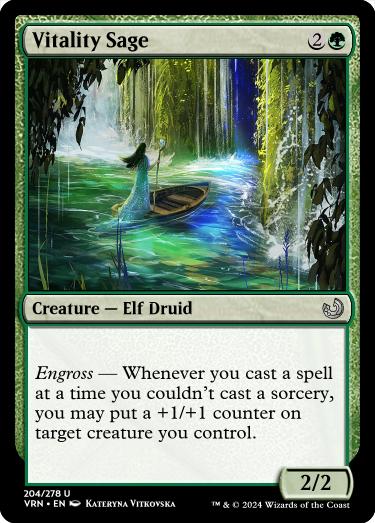 Vitality Sage 2
Creature — Elf Druid
Engross — Whenever you cast a spell
at a time you couldn't cast a sorcery,
you may put a +1/+1 counter on
target creature you control.
2/2
204/278 U
VRN • EN Kateryna Vitkovska
™ & © 2024 Wizards of the Coast